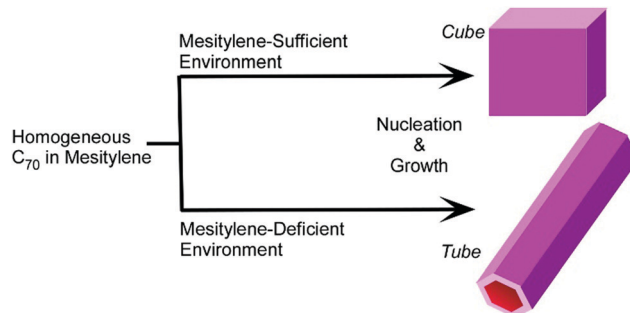 Mesitylene-Sufficient
Environment
Cube
Homogeneous
C₇₀ in Mesitylene
Nucleation
&
Growth
Mesitylene-Deficient
Environment
Tube